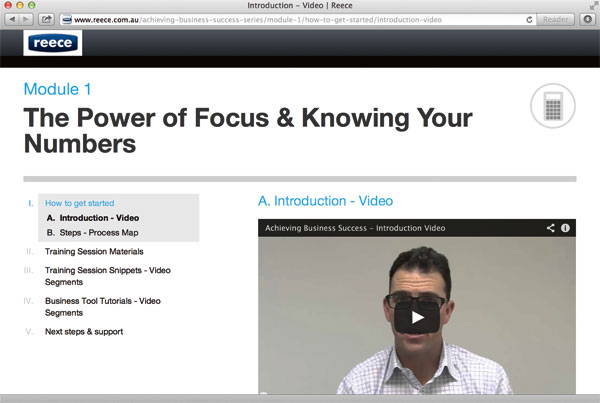 Introduction – Video | Reece
www.reece.com.au/achieving-business-success-series/module-1/how-to-get-started/introduction-video
Reader
reece
Module 1
The Power of Focus & Knowing Your
Numbers
I. How to get started
A. Introduction - Video
B. Steps - Process Map
II. Training Session Materials
III. Training Session Snippets - Video
Segments
IV. Business Tool Tutorials - Video
Segments
V. Next steps & support
A. Introduction - Video
Achieving Business Success – Introduction Video